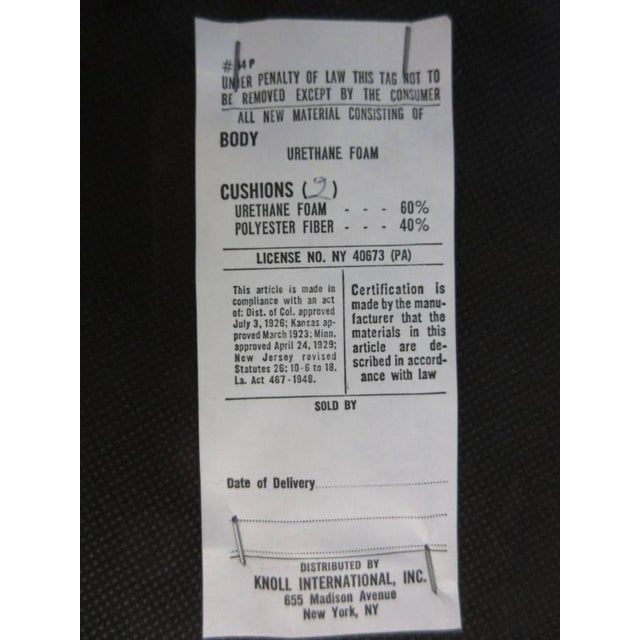 # 34 P
UNDER PENALTY OF LAW THIS TAG NOT TO
BE REMOVED EXCEPT BY THE CONSUMER
ALL NEW MATERIAL CONSISTING OF
BODY
URETHANE FOAM
CUSHIONS (2)
URETHANE FOAM - - - 60%
POLYESTER FIBER - - - 40%
LICENSE NO. NY 40673 (PA)
This article is made in
compliance with an act
of: Dist. of Col. approved
July 3, 1926; Kansas ap-
proved March 1923; Minn.
approved April 24, 1929;
New Jersey revised
Statutes 26: 10-6 to 18.
La. Act 467-1948.
Certification is
made by the manu-
facturer that the
materials in this
article are de-
scribed in accord-
ance with law
SOLD BY
Date of Delivery
DISTRIBUTED BY
KNOLL INTERNATIONAL, INC.
655 Madison Avenue
New York, NY